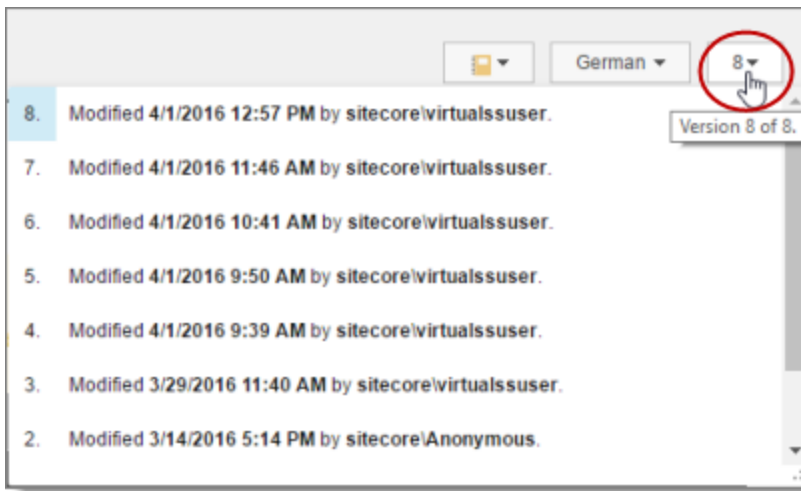 German
8
Version 8 of 8.
8. Modified 4/1/2016 12:57 PM by sitecore\virtualssuser.
7. Modified 4/1/2016 11:46 AM by sitecore\virtualssuser.
6. Modified 4/1/2016 10:41 AM by sitecore\virtualssuser.
5. Modified 4/1/2016 9:50 AM by sitecore\virtualssuser.
4. Modified 4/1/2016 9:39 AM by sitecore\virtualssuser.
3. Modified 3/29/2016 11:40 AM by sitecore\virtualssuser.
2. Modified 3/14/2016 5:14 PM by sitecore\Anonymous.